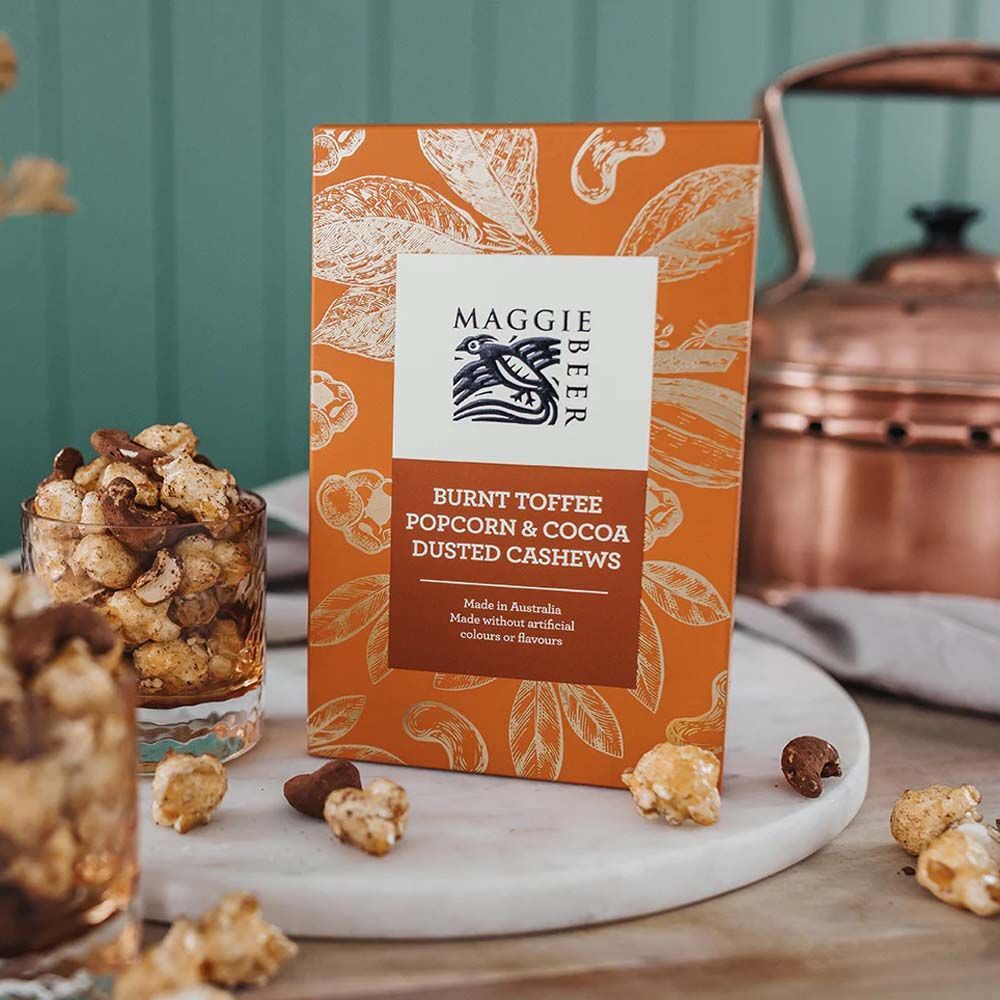 MAGGIE
BEER
BURNT TOFFEE
POPCORN & COCOA
DUSTED CASHEWS
Made in Australia
Made without artificial
colours or flavours